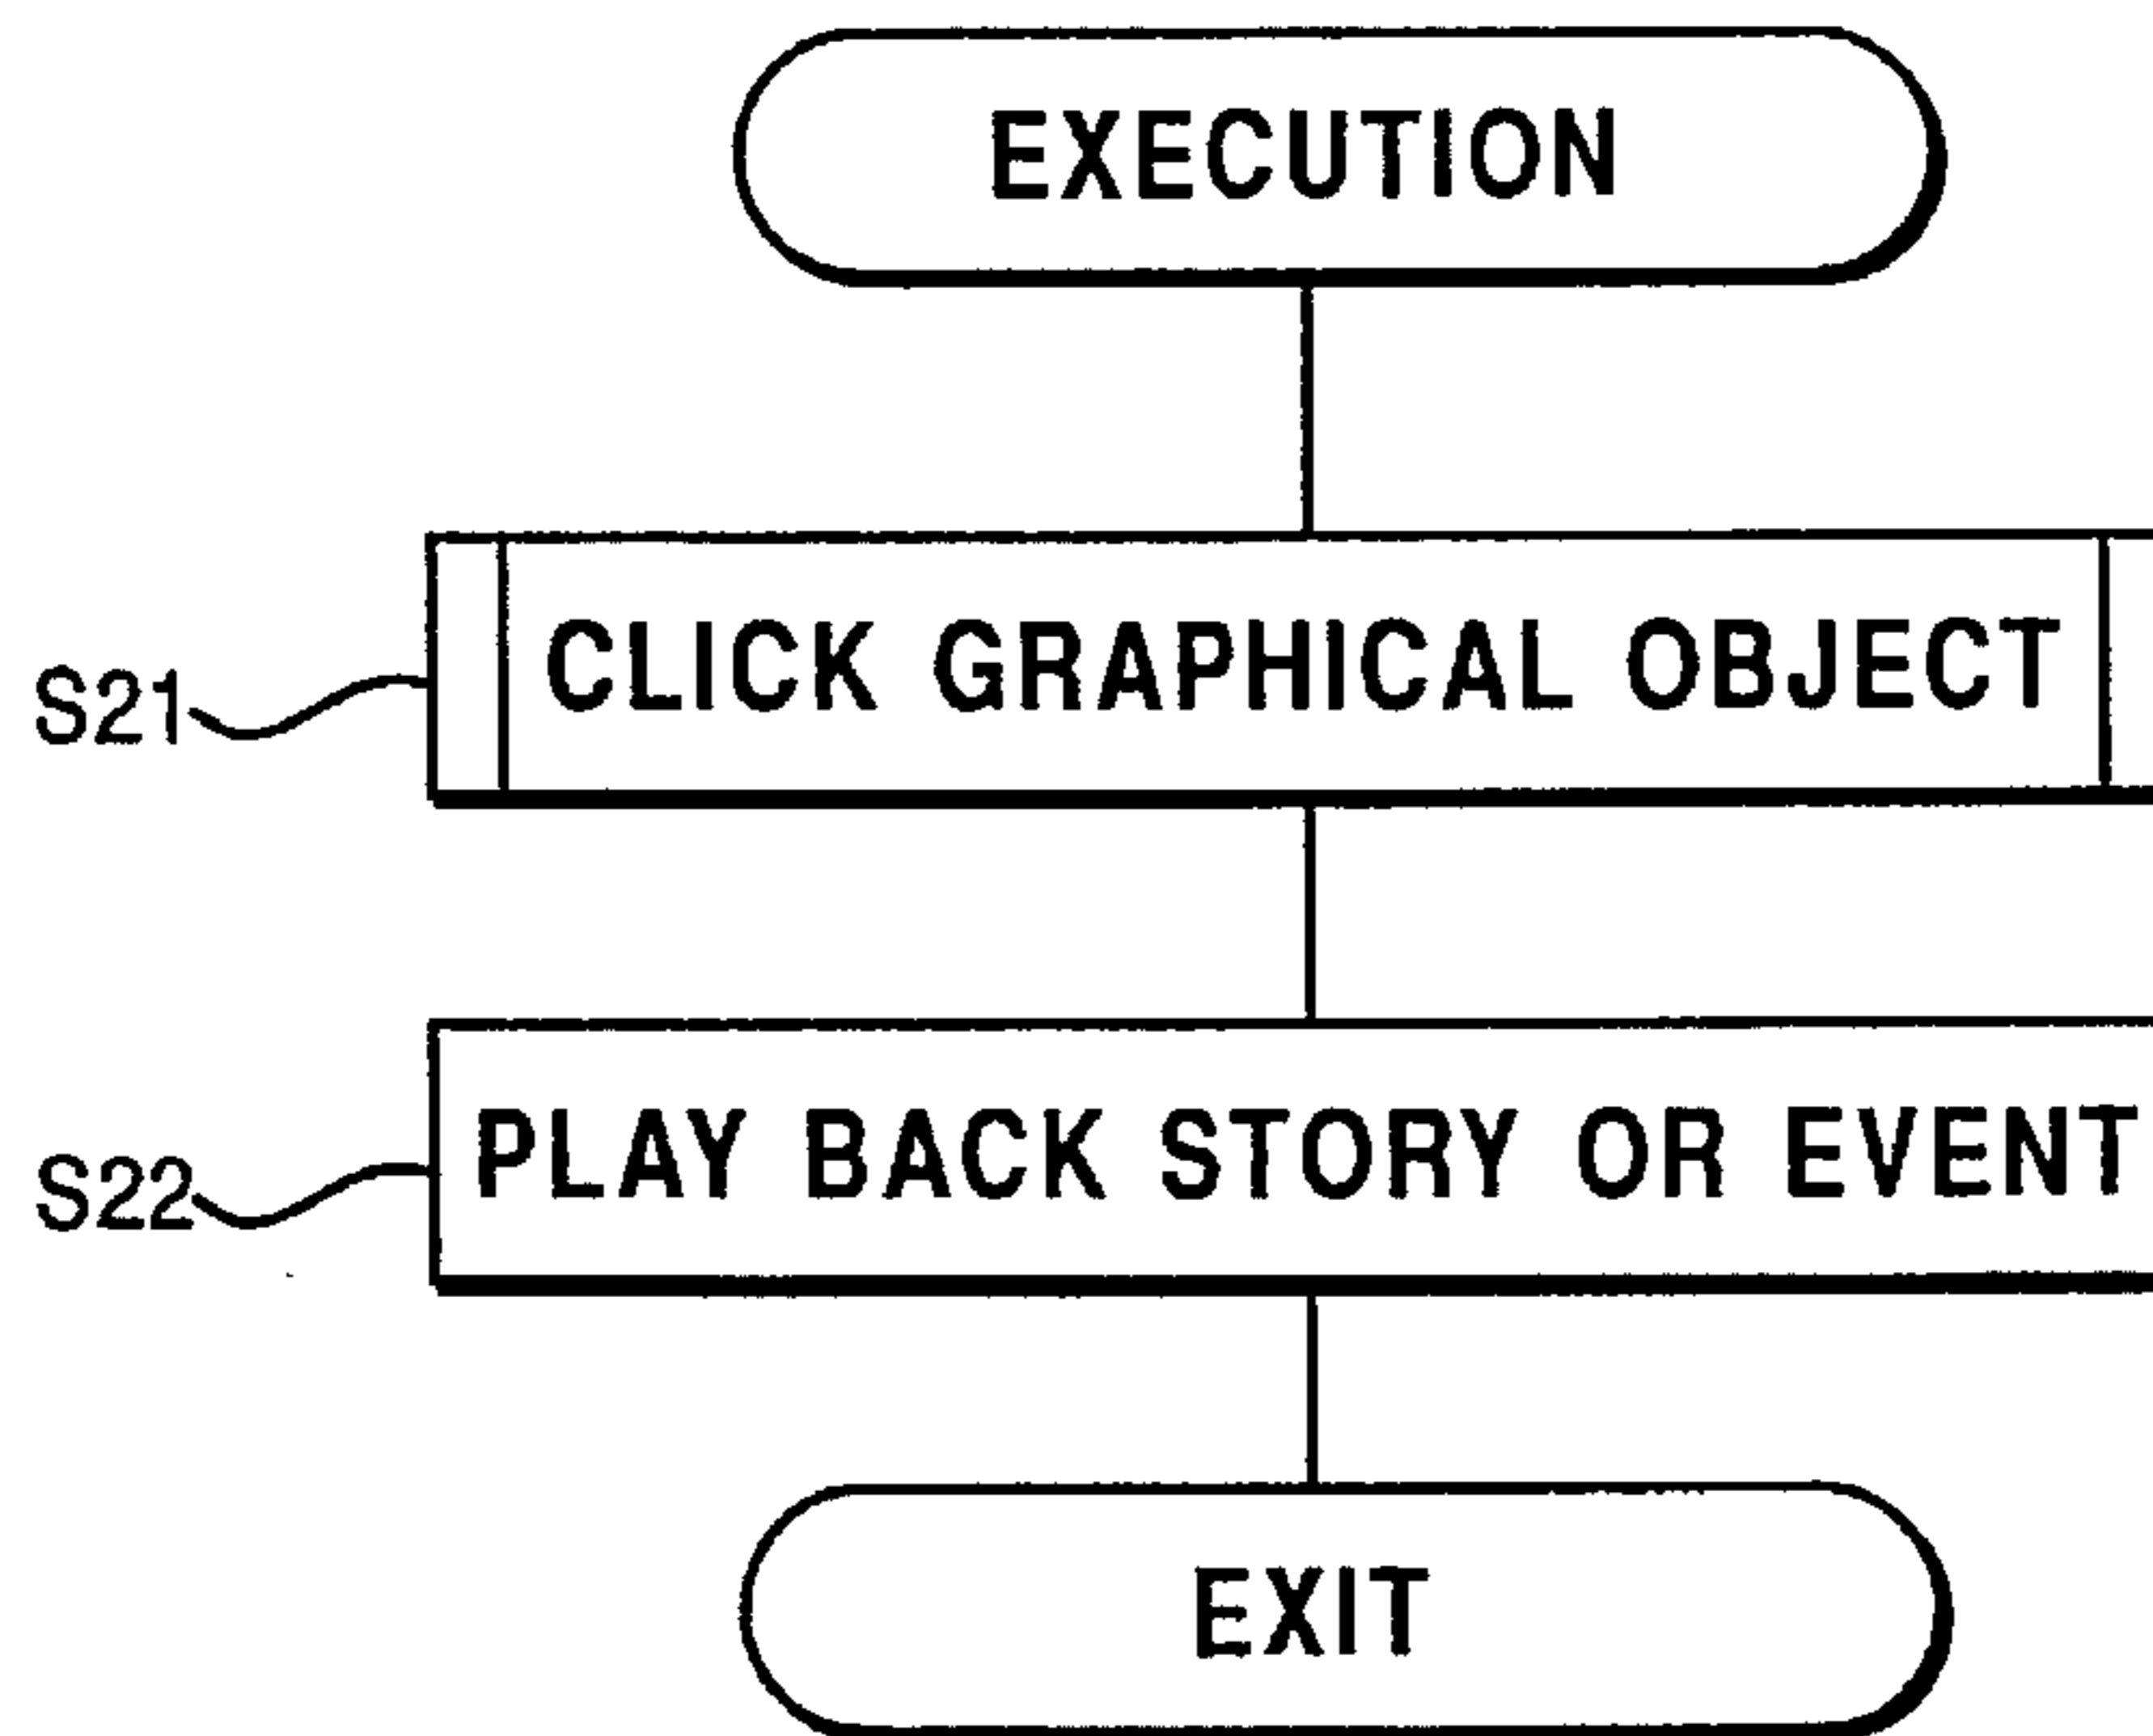 EXECUTION
S21
CLICK GRAPHICAL OBJECT
S22
PLAY BACK STORY OR EVENT
EXIT